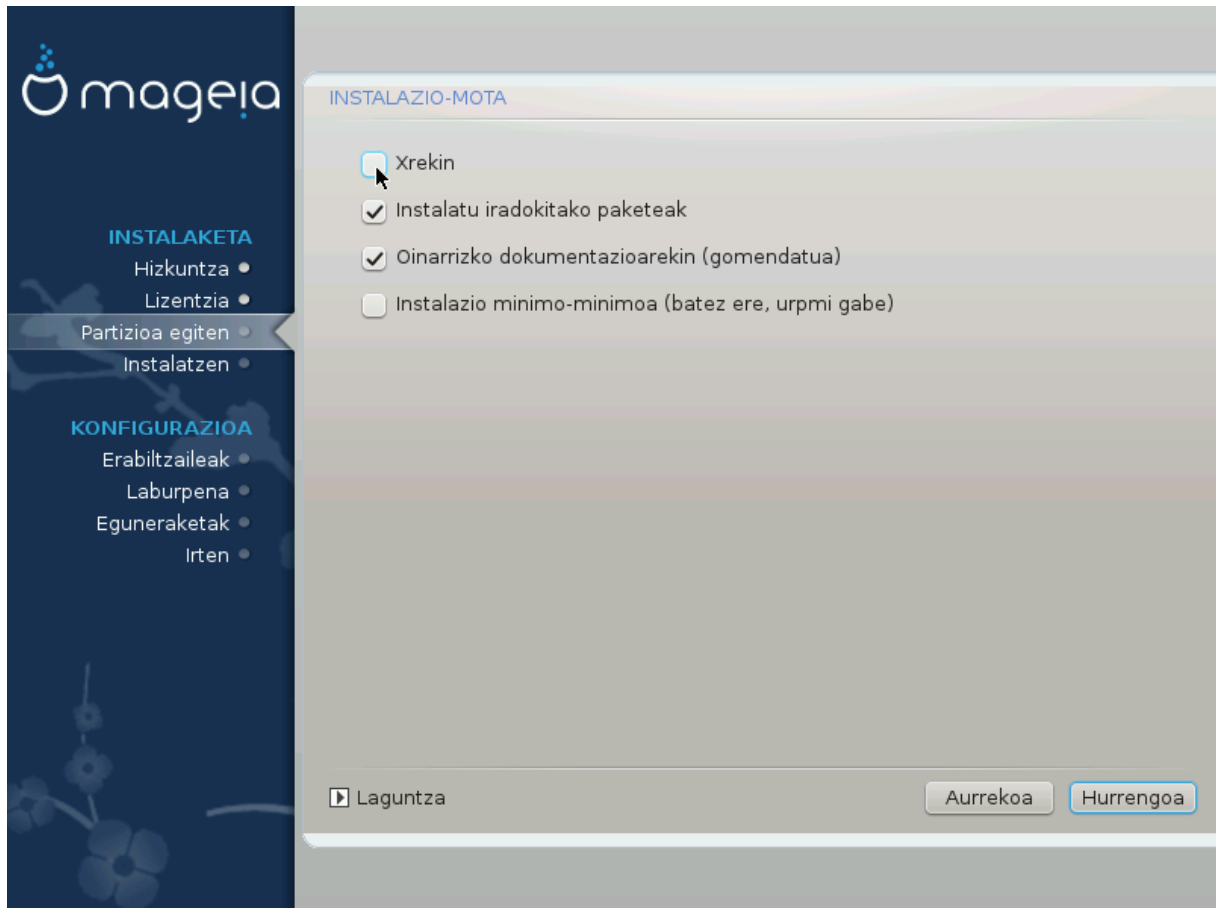 mageia
INSTALAKETA
Hizkuntza
Lizentzia
Partizioa egiten
Instalatzen
KONFIGURAZIOA
Erabiltzaileak
Laburpena
Eguneraketak
Irten
INSTALAZIO-MOTA
Xrekin
Instalatu iradokitako paketeak
Oinarrizko dokumentazioarekin (gomendatua)
Instalazio minimo-minimoa (batez ere, urpmi gabe)
Laguntza
Aurrekoa
Hurrengoa